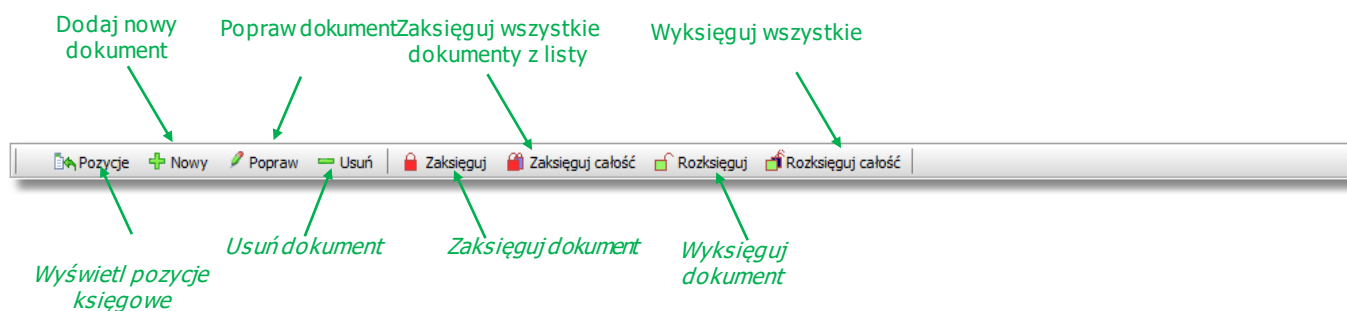 Dodaj nowy
dokument
Popraw dokument
Zaksięguj wszystkie
dokumenty z listy
Wyksięguj wszystkie
Pozycje Nowy Popraw Usuń Zaksięguj Zaksięguj całość Rozksięguj Rozksięguj całość
Wyświetl pozycje
księgowe
Usuń dokument
Zaksięguj dokument
Wyksięguj
dokument